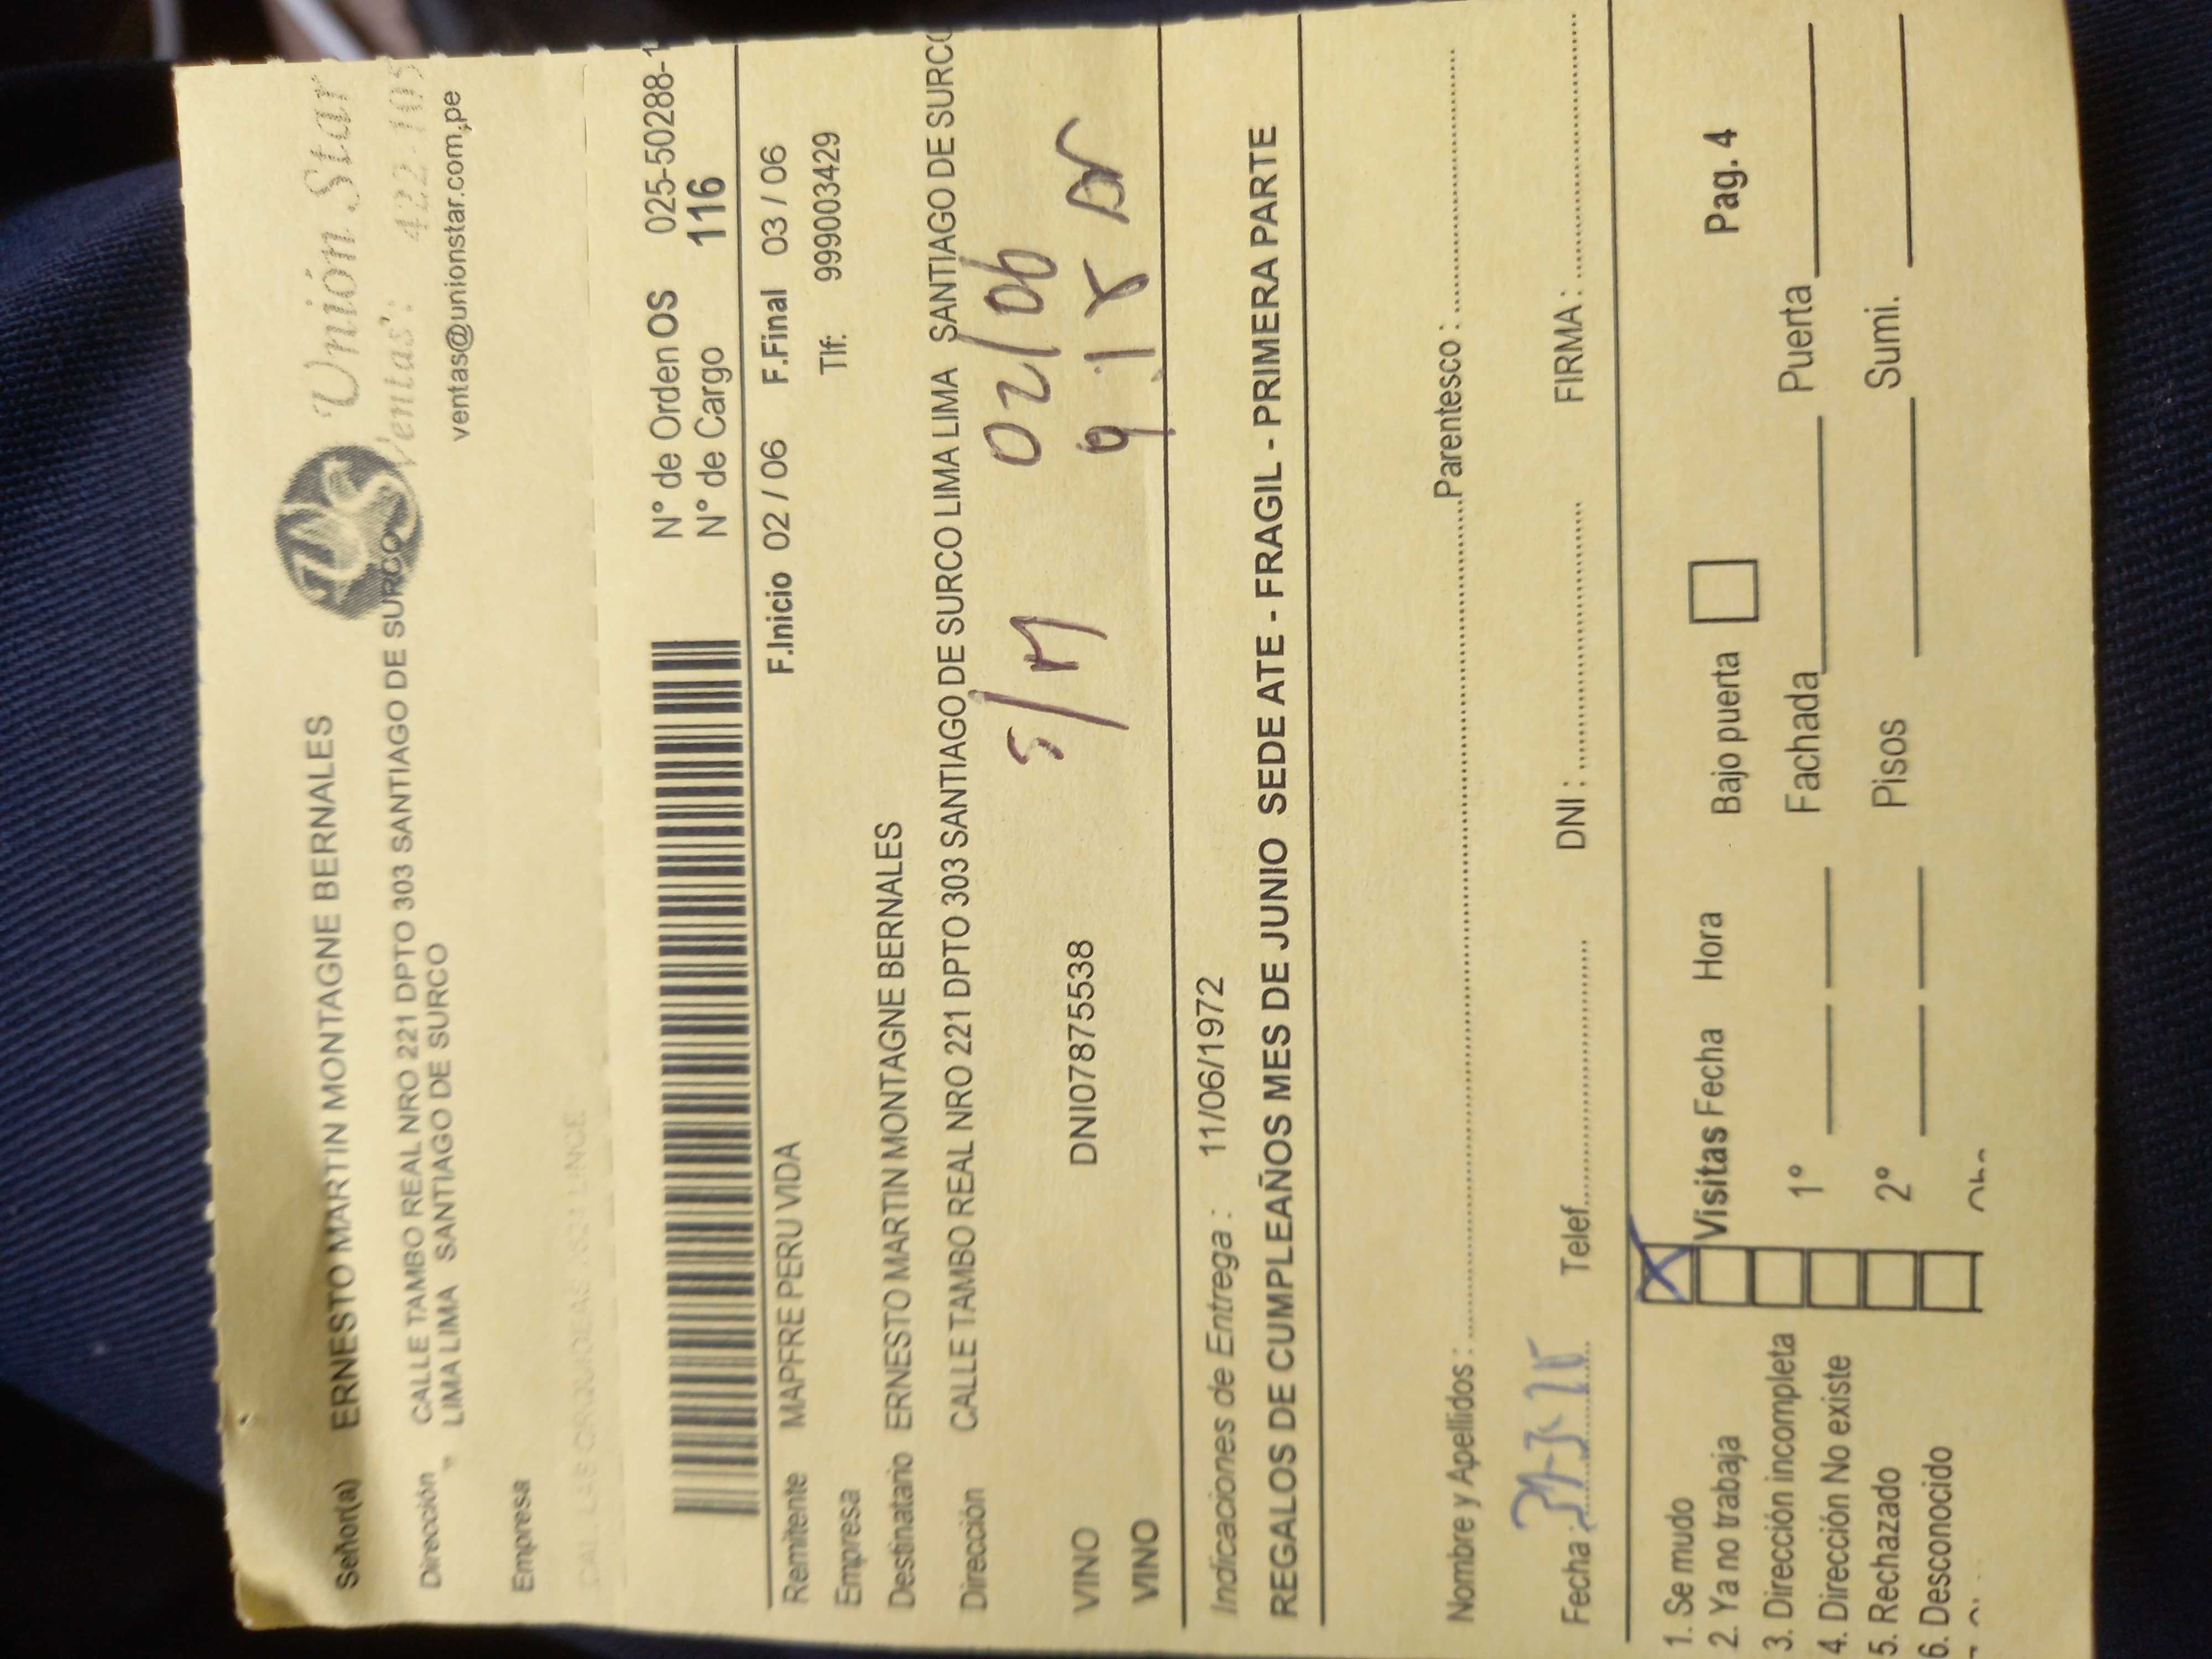 Unión Star
Ventas: 422-105
ventas@unionstar.com.pe
Señor(a) ERNESTO MARTIN MONTAGNE BERNALES
Dirección CALLE TAMBO REAL NRO 221 DPTO 303 SANTIAGO DE SURCO
LIMA LIMA SANTIAGO DE SURCO
Empresa
N° de Orden OS 025-50288-1
N° de Cargo 116
Remitente MAPFRE PERU VIDA F.Inicio 02 / 06 F.Final 03 / 06
Empresa Tlf: 999003429
Destinatario ERNESTO MARTIN MONTAGNE BERNALES
Dirección CALLE TAMBO REAL NRO 221 DPTO 303 SANTIAGO DE SURCO LIMA LIMA SANTIAGO DE SURCO
S/M 02/06
VINO DNI07875538
VINO
Indicaciones de Entrega : 11/06/1972
REGALOS DE CUMPLEAÑOS MES DE JUNIO SEDE ATE - FRAGIL - PRIMERA PARTE
Nombre y Apellidos : Parentesco :
Fecha : Telef. DNI : FIRMA :
1. Se mudo X
2. Ya no trabaja Visitas Fecha Hora Bajo puerta Pag. 4
3. Dirección incompleta
4. Dirección No existe 1° Fachada Puerta
5. Rechazado 2° Pisos Sumi.
6. Desconocido